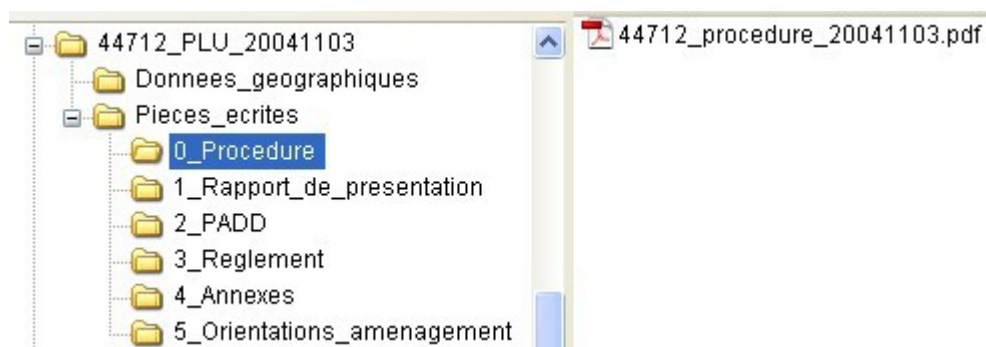 44712_PLU_20041103
Donnees_geographiques
Pieces_ecrites
0_Procedure
1_Rapport_de_presentation
2_PADD
3_Reglement
4_Annexes
5_Orientations_amenagement
44712_procedure_20041103.pdf